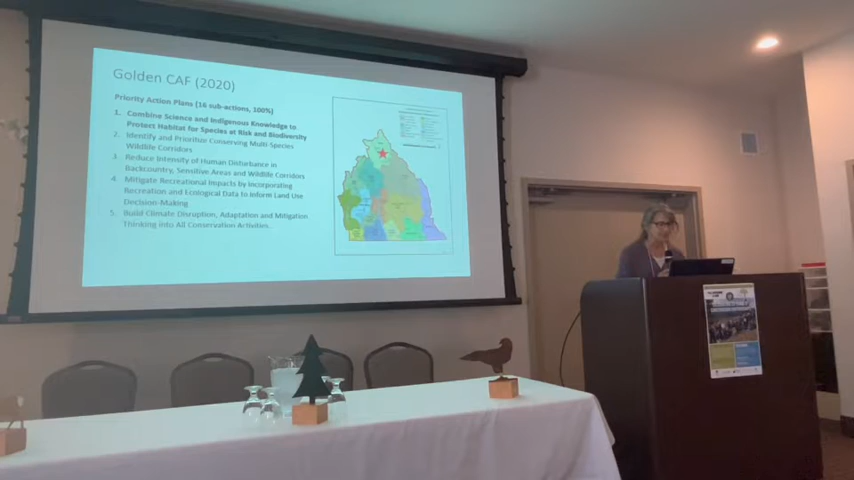 Golden CAF (2020)
Priority Action Plans (16 sub-actions, 100%)
1. Combine Science and Indigenous Knowledge to
Protect Habitat for Species at Risk and Biodiversity
2. Identify and Prioritize Conserving Multi-Species
Wildlife Corridors
3. Reduce Intensity of Human Disturbance in
Backcountry, Sensitive Areas and Wildlife Corridors
4. Mitigate Recreational Impacts by Incorporating
Recreation and Ecological Data to Inform Land Use
Decision-Making
5. Build Climate Disruption, Adaptation and Mitigation
Thinking into All Conservation Activities